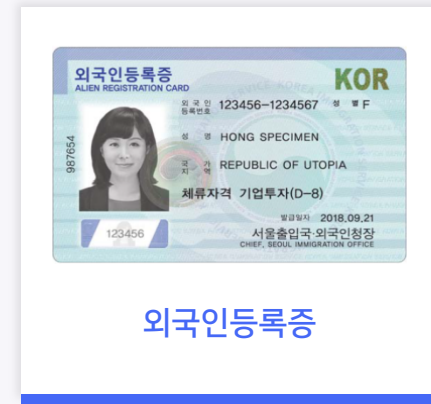 외국인등록증
ALIEN REGISTRATION CARD
KOR
외국인등록번호 123456-1234567 성별 F
성명 HONG SPECIMEN
국가지역 REPUBLIC OF UTOPIA
체류자격 기업투자(D-8)
발급일자 2018.09.21
서울출입국·외국인청장
CHIEF, SEOUL IMMIGRATION OFFICE
987654
123456
외국인등록증